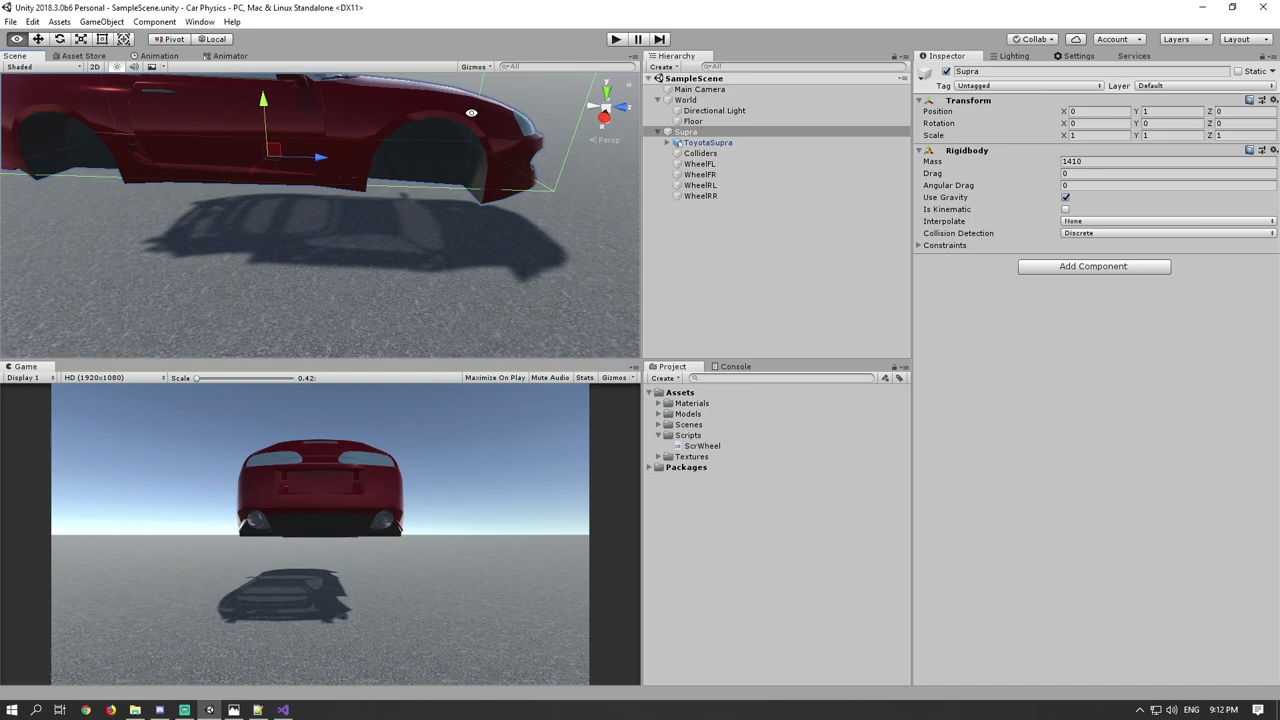 Unity 2018.3.0b6 Personal - SampleScene.unity - Car Physics - PC, Mac & Linux Standalone <DX11>
File Edit Assets GameObject Component Window Help
Pivot Local Collab Account Layers Layout
Scene Asset Store Animation Animator
Shaded 2D Gizmos All
y
z
x
Persp
Game
Display 1 HD (1920x1080) Scale 0.42: Maximize On Play Mute Audio Stats Gizmos
Hierarchy
Create All
SampleScene
Main Camera
World
Directional Light
Floor
Supra
ToyotaSupra
Colliders
WheelFL
WheelFR
WheelRL
WheelRR
Project Console
Create
Assets
Materials
Models
Scenes
Scripts
ScrWheel
Textures
Packages
Inspector Lighting Settings Services
Supra Static
Tag Untagged Layer Default
Transform
Position X 0 Y 1 Z 0
Rotation X 0 Y 0 Z 0
Scale X 1 Y 1 Z 1
Rigidbody
Mass 1410
Drag 0
Angular Drag 0
Use Gravity
Is Kinematic
Interpolate None
Collision Detection Discrete
Constraints
Add Component
ENG 9:12 PM